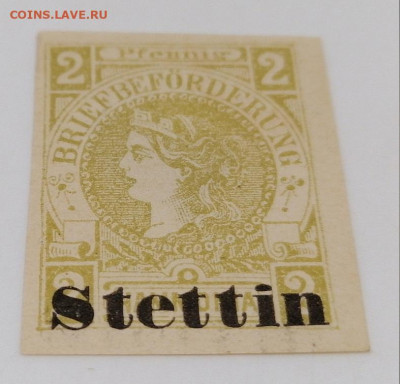 COINS.LAVE.RU
2 Pfennig 2
BRIEFBEFÖRDERUNG
2 2
Stettin